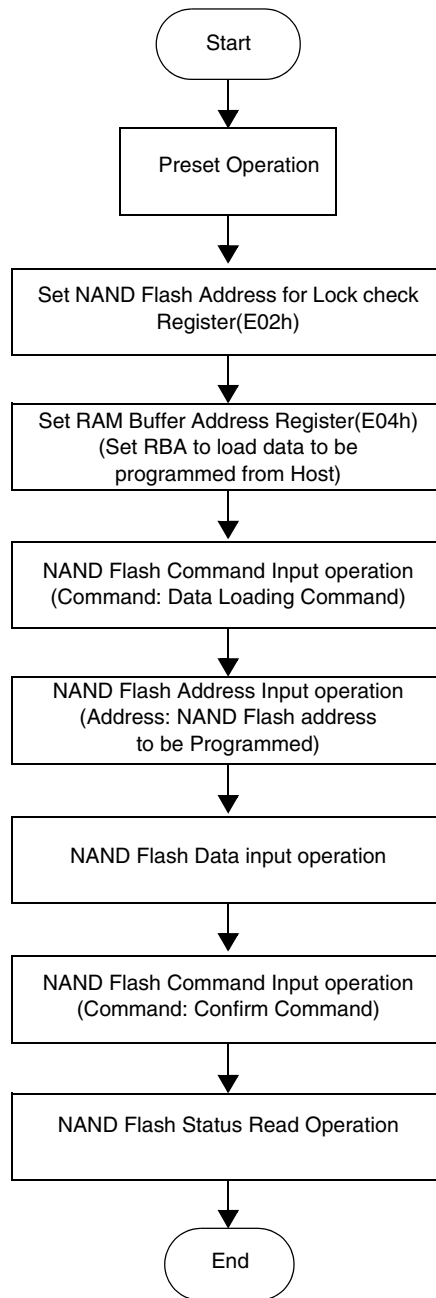 Start
Preset Operation
Set NAND Flash Address for Lock check
Register(E02h)
Set RAM Buffer Address Register(E04h)
(Set RBA to load data to be
programmed from Host)
NAND Flash Command Input operation
(Command: Data Loading Command)
NAND Flash Address Input operation
(Address: NAND Flash address
to be Programmed)
NAND Flash Data input operation
NAND Flash Command Input operation
(Command: Confirm Command)
NAND Flash Status Read Operation
End